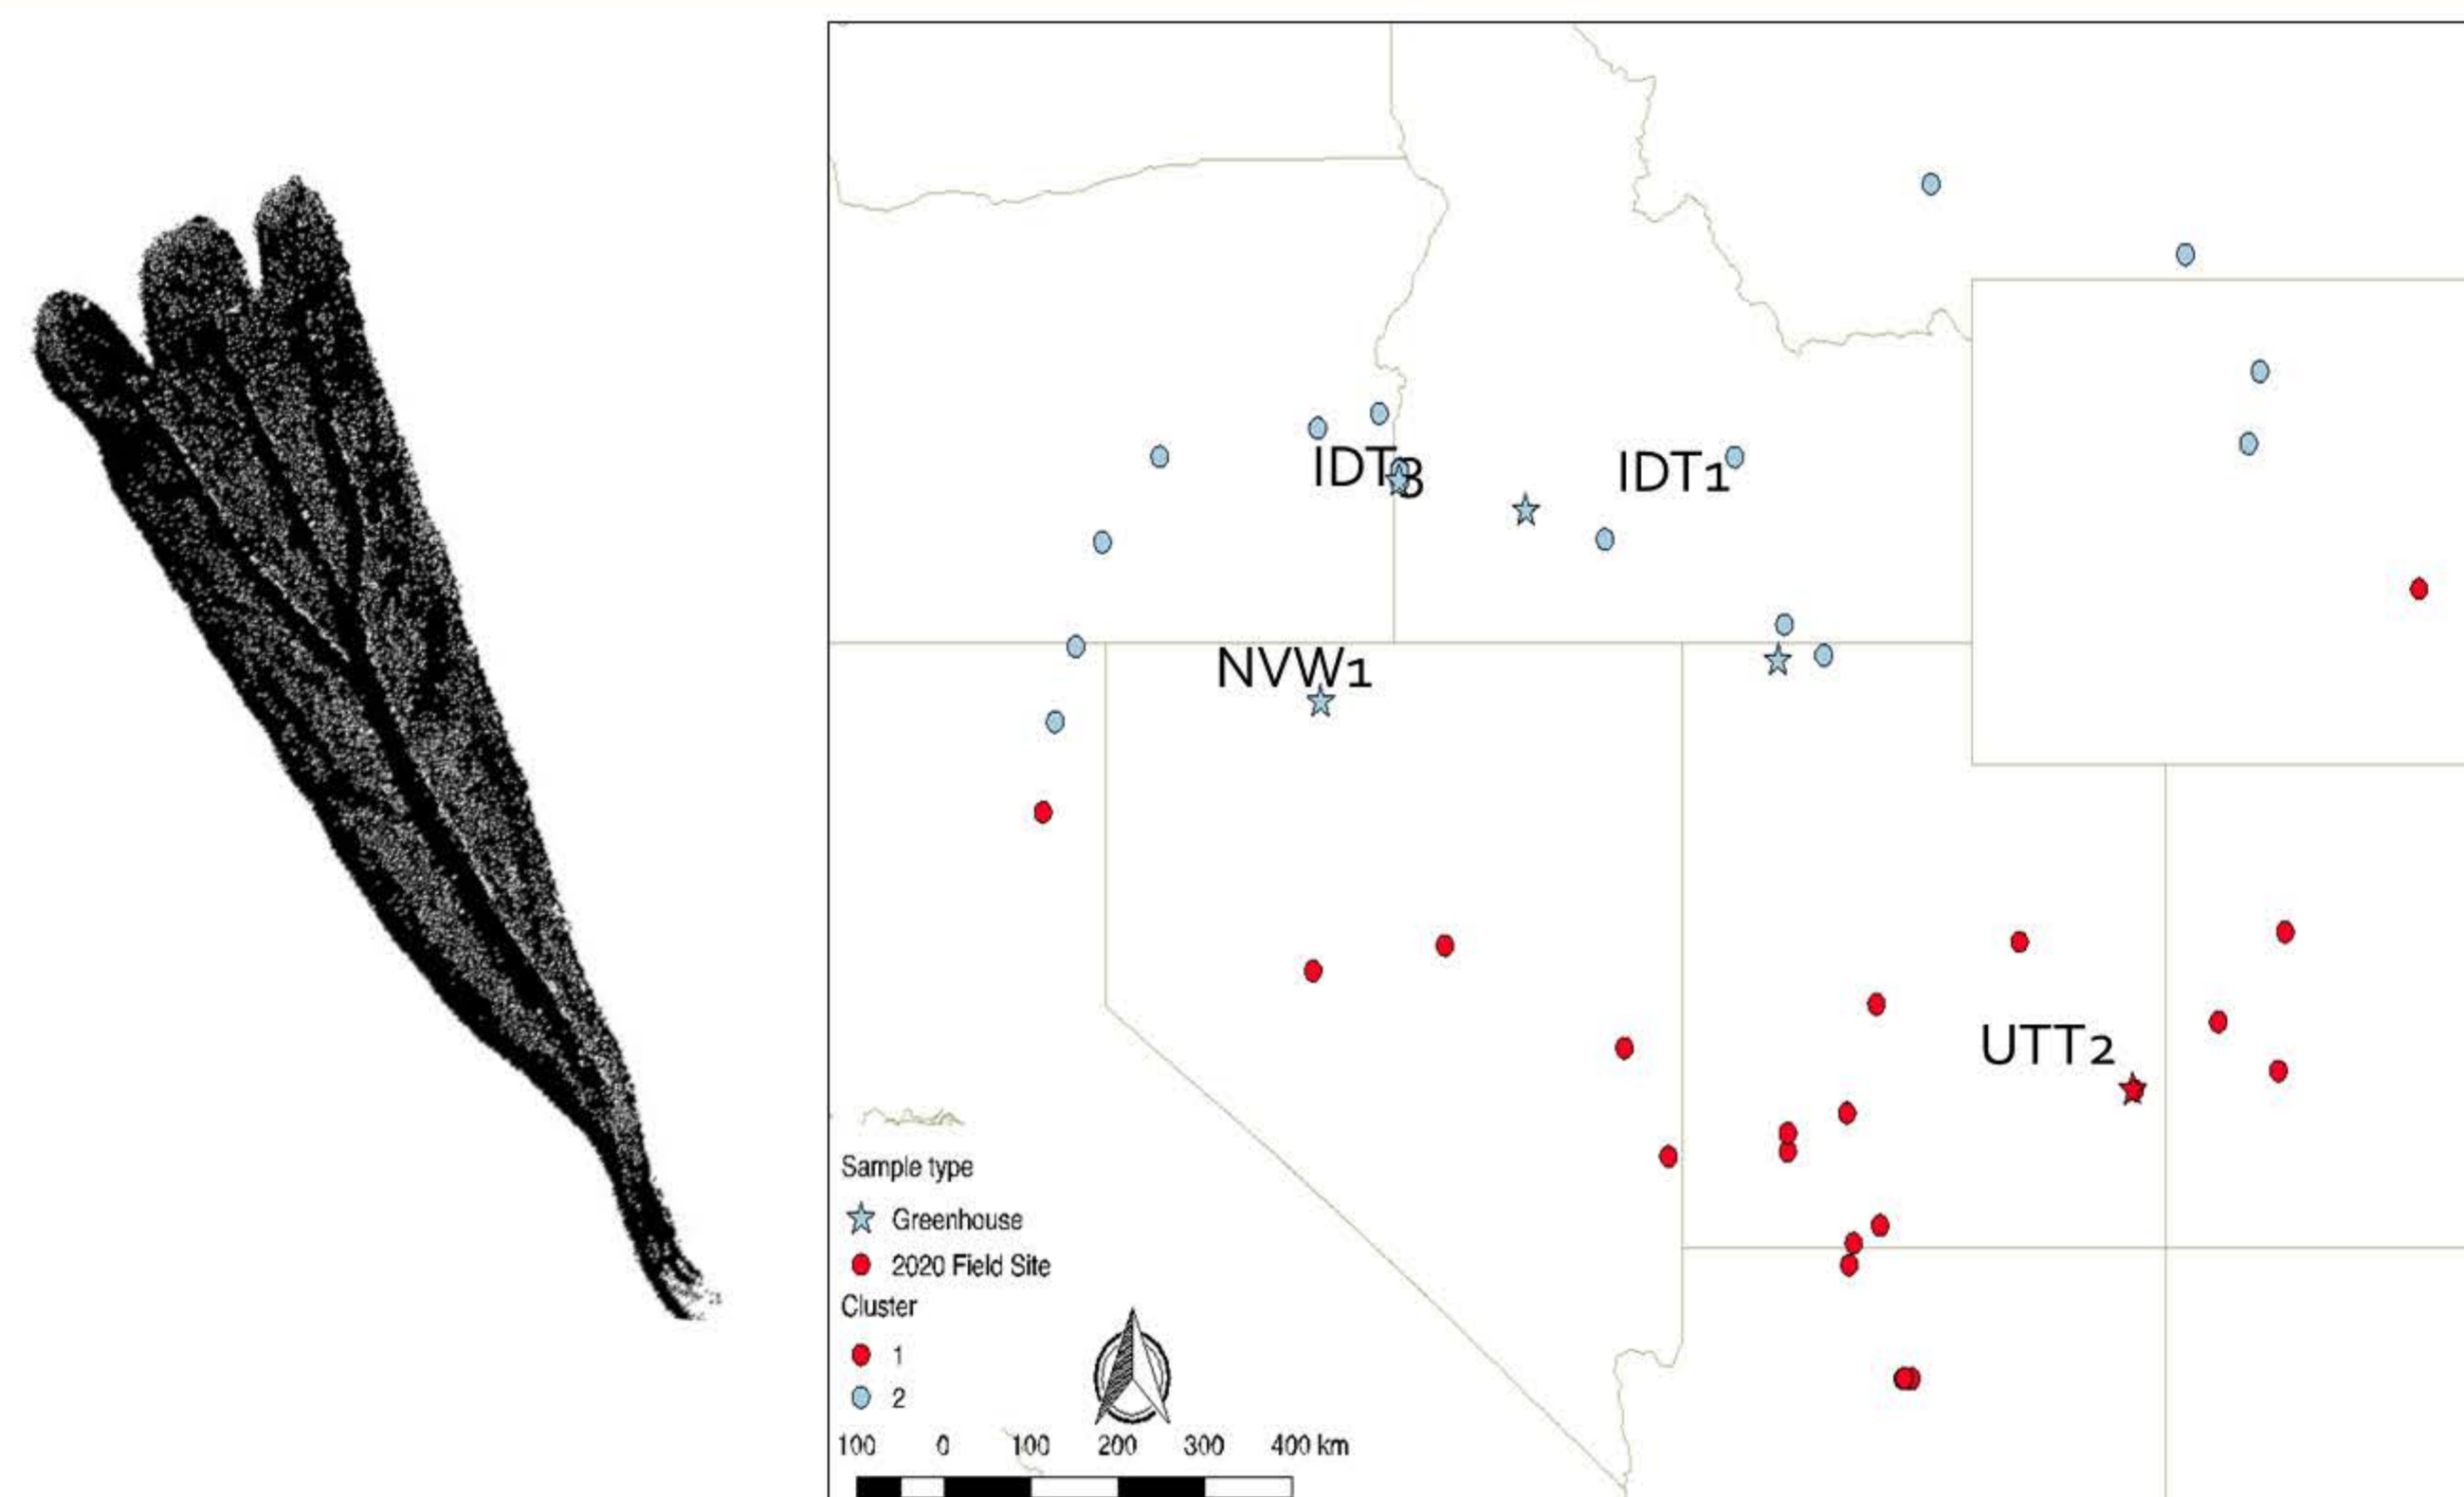 IDT3
IDT1
NVW1
UTT2
Sample type
Greenhouse
2020 Field Site
Cluster
1
2
100 0 100 200 300 400 km